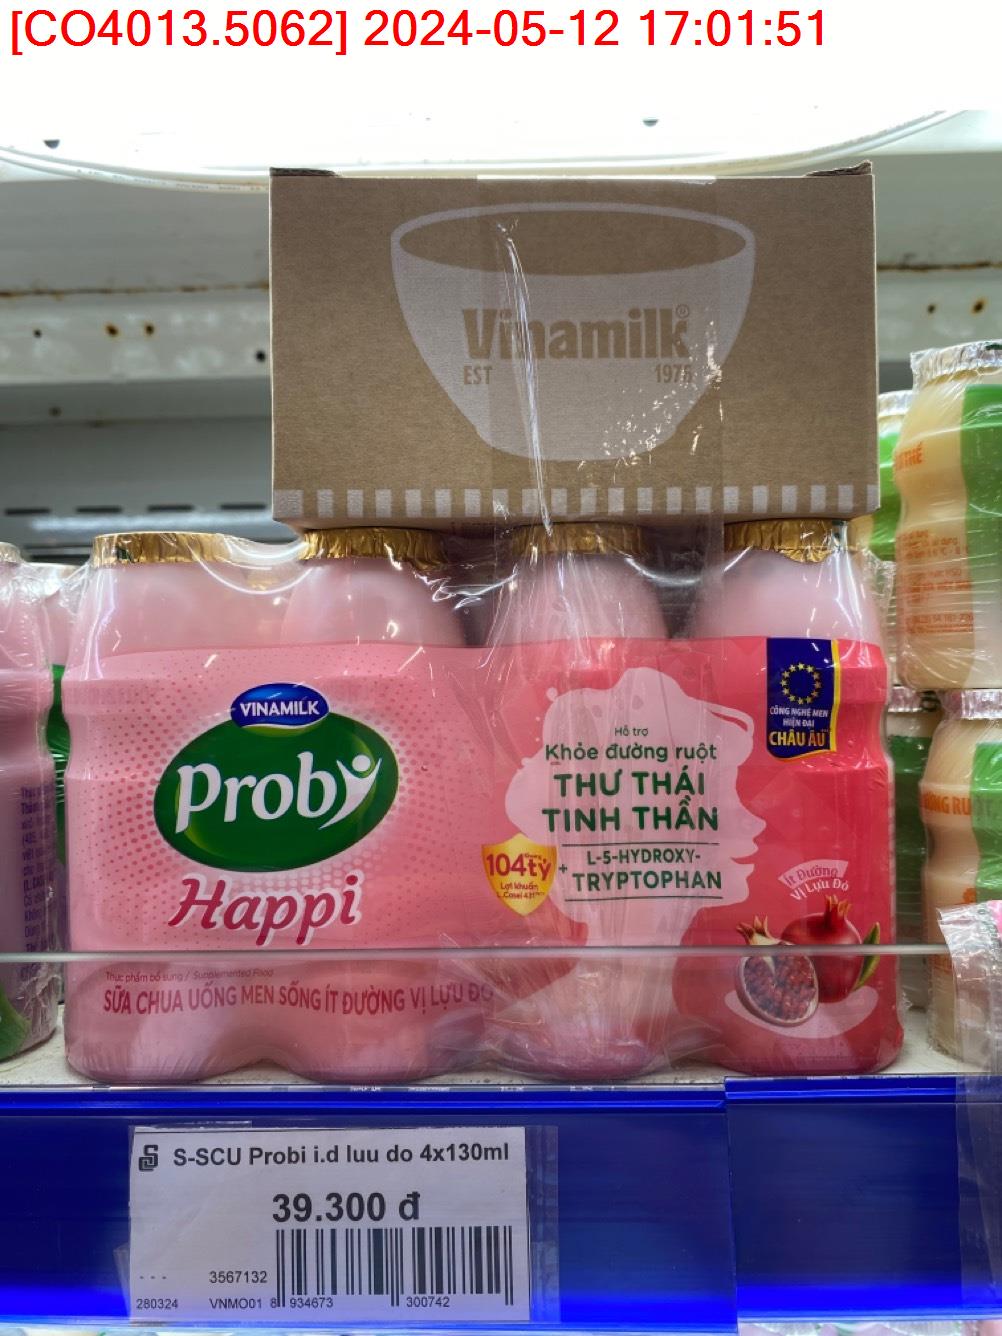 [CO4013.5062] 2024-05-12 17:01:51
Vinamilk®
EST 1976
VINAMILK
Proby
Happi
Hỗ trợ
Khỏe đường ruột
THƯ THÁI
TINH THẦN
+ L-5-HYDROXY-
TRYPTOPHAN
104 tỷ
Lợi khuẩn
L.Casei 431™
CÔNG NGHỆ MEN
HIỆN ĐẠI
CHÂU ÂU
Ít Đường
Vị Lựu Đỏ
Thực phẩm bổ sung / Supplemented Food
SỮA CHUA UỐNG MEN SỐNG ÍT ĐƯỜNG VỊ LỰU ĐỎ
S-SCU Probi i.d luu do 4x130ml
39.300 đ
- - - 3567132
280324 VNMO01 8 934673 300742